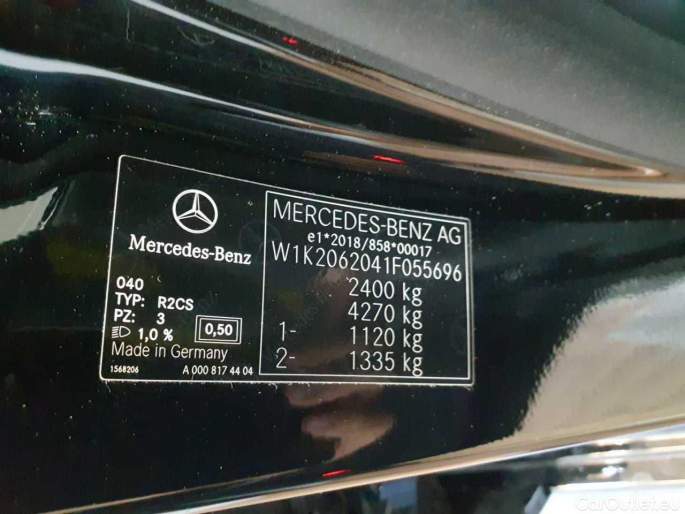 Mercedes-Benz
040
TYP: R2CS
PZ: 3
1,0 % 0,50
Made in Germany
1568206 A 000 817 44 04
MERCEDES-BENZ AG
e1*2018/858*00017
W1K2062041F055696
2400 kg
4270 kg
1- 1120 kg
2- 1335 kg
CarOutlet.eu